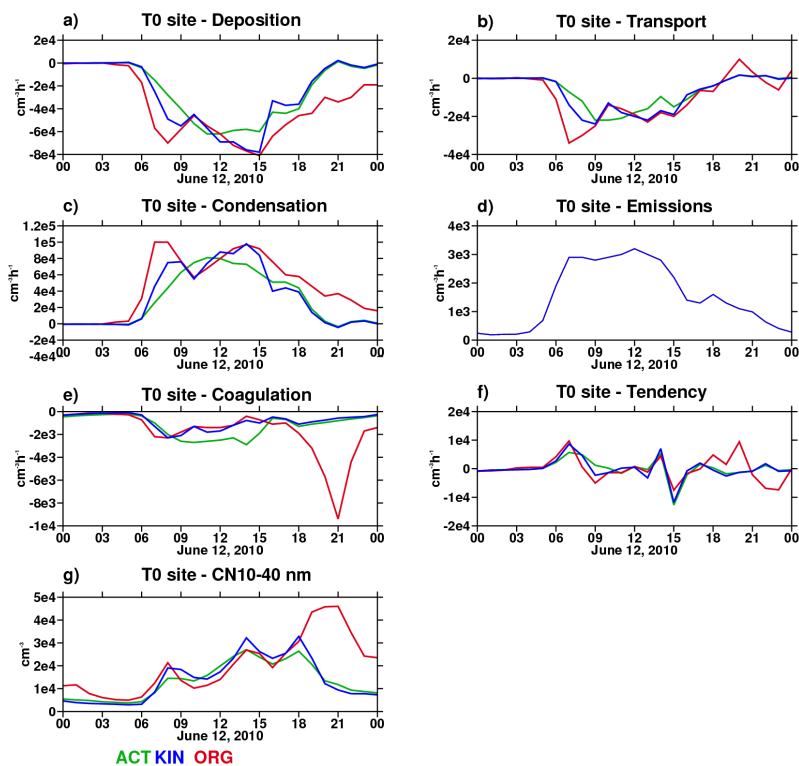 a) T0 site - Deposition
2e4
0
-2e4
-4e4
-6e4
-8e4
cm⁻³h⁻¹
00 03 06 09 12 15 18 21 00
June 12, 2010
b) T0 site - Transport
2e4
0
-2e4
-4e4
cm⁻³h⁻¹
00 03 06 09 12 15 18 21 00
June 12, 2010
c) T0 site - Condensation
1.2e5
1e5
8e4
6e4
4e4
2e4
0
-2e4
-4e4
cm⁻³h⁻¹
00 03 06 09 12 15 18 21 00
June 12, 2010
d) T0 site - Emissions
4e3
3e3
2e3
1e3
0
cm⁻³h⁻¹
00 03 06 09 12 15 18 21 00
June 12, 2010
e) T0 site - Coagulation
0
-2e3
-4e3
-6e3
-8e3
-1e4
cm⁻³h⁻¹
00 03 06 09 12 15 18 21 00
June 12, 2010
f) T0 site - Tendency
2e4
1e4
0
-1e4
-2e4
cm⁻³h⁻¹
00 03 06 09 12 15 18 21 00
June 12, 2010
g) T0 site - CN10-40 nm
5e4
4e4
3e4
2e4
1e4
0
cm⁻³
00 03 06 09 12 15 18 21 00
June 12, 2010
ACT KIN ORG